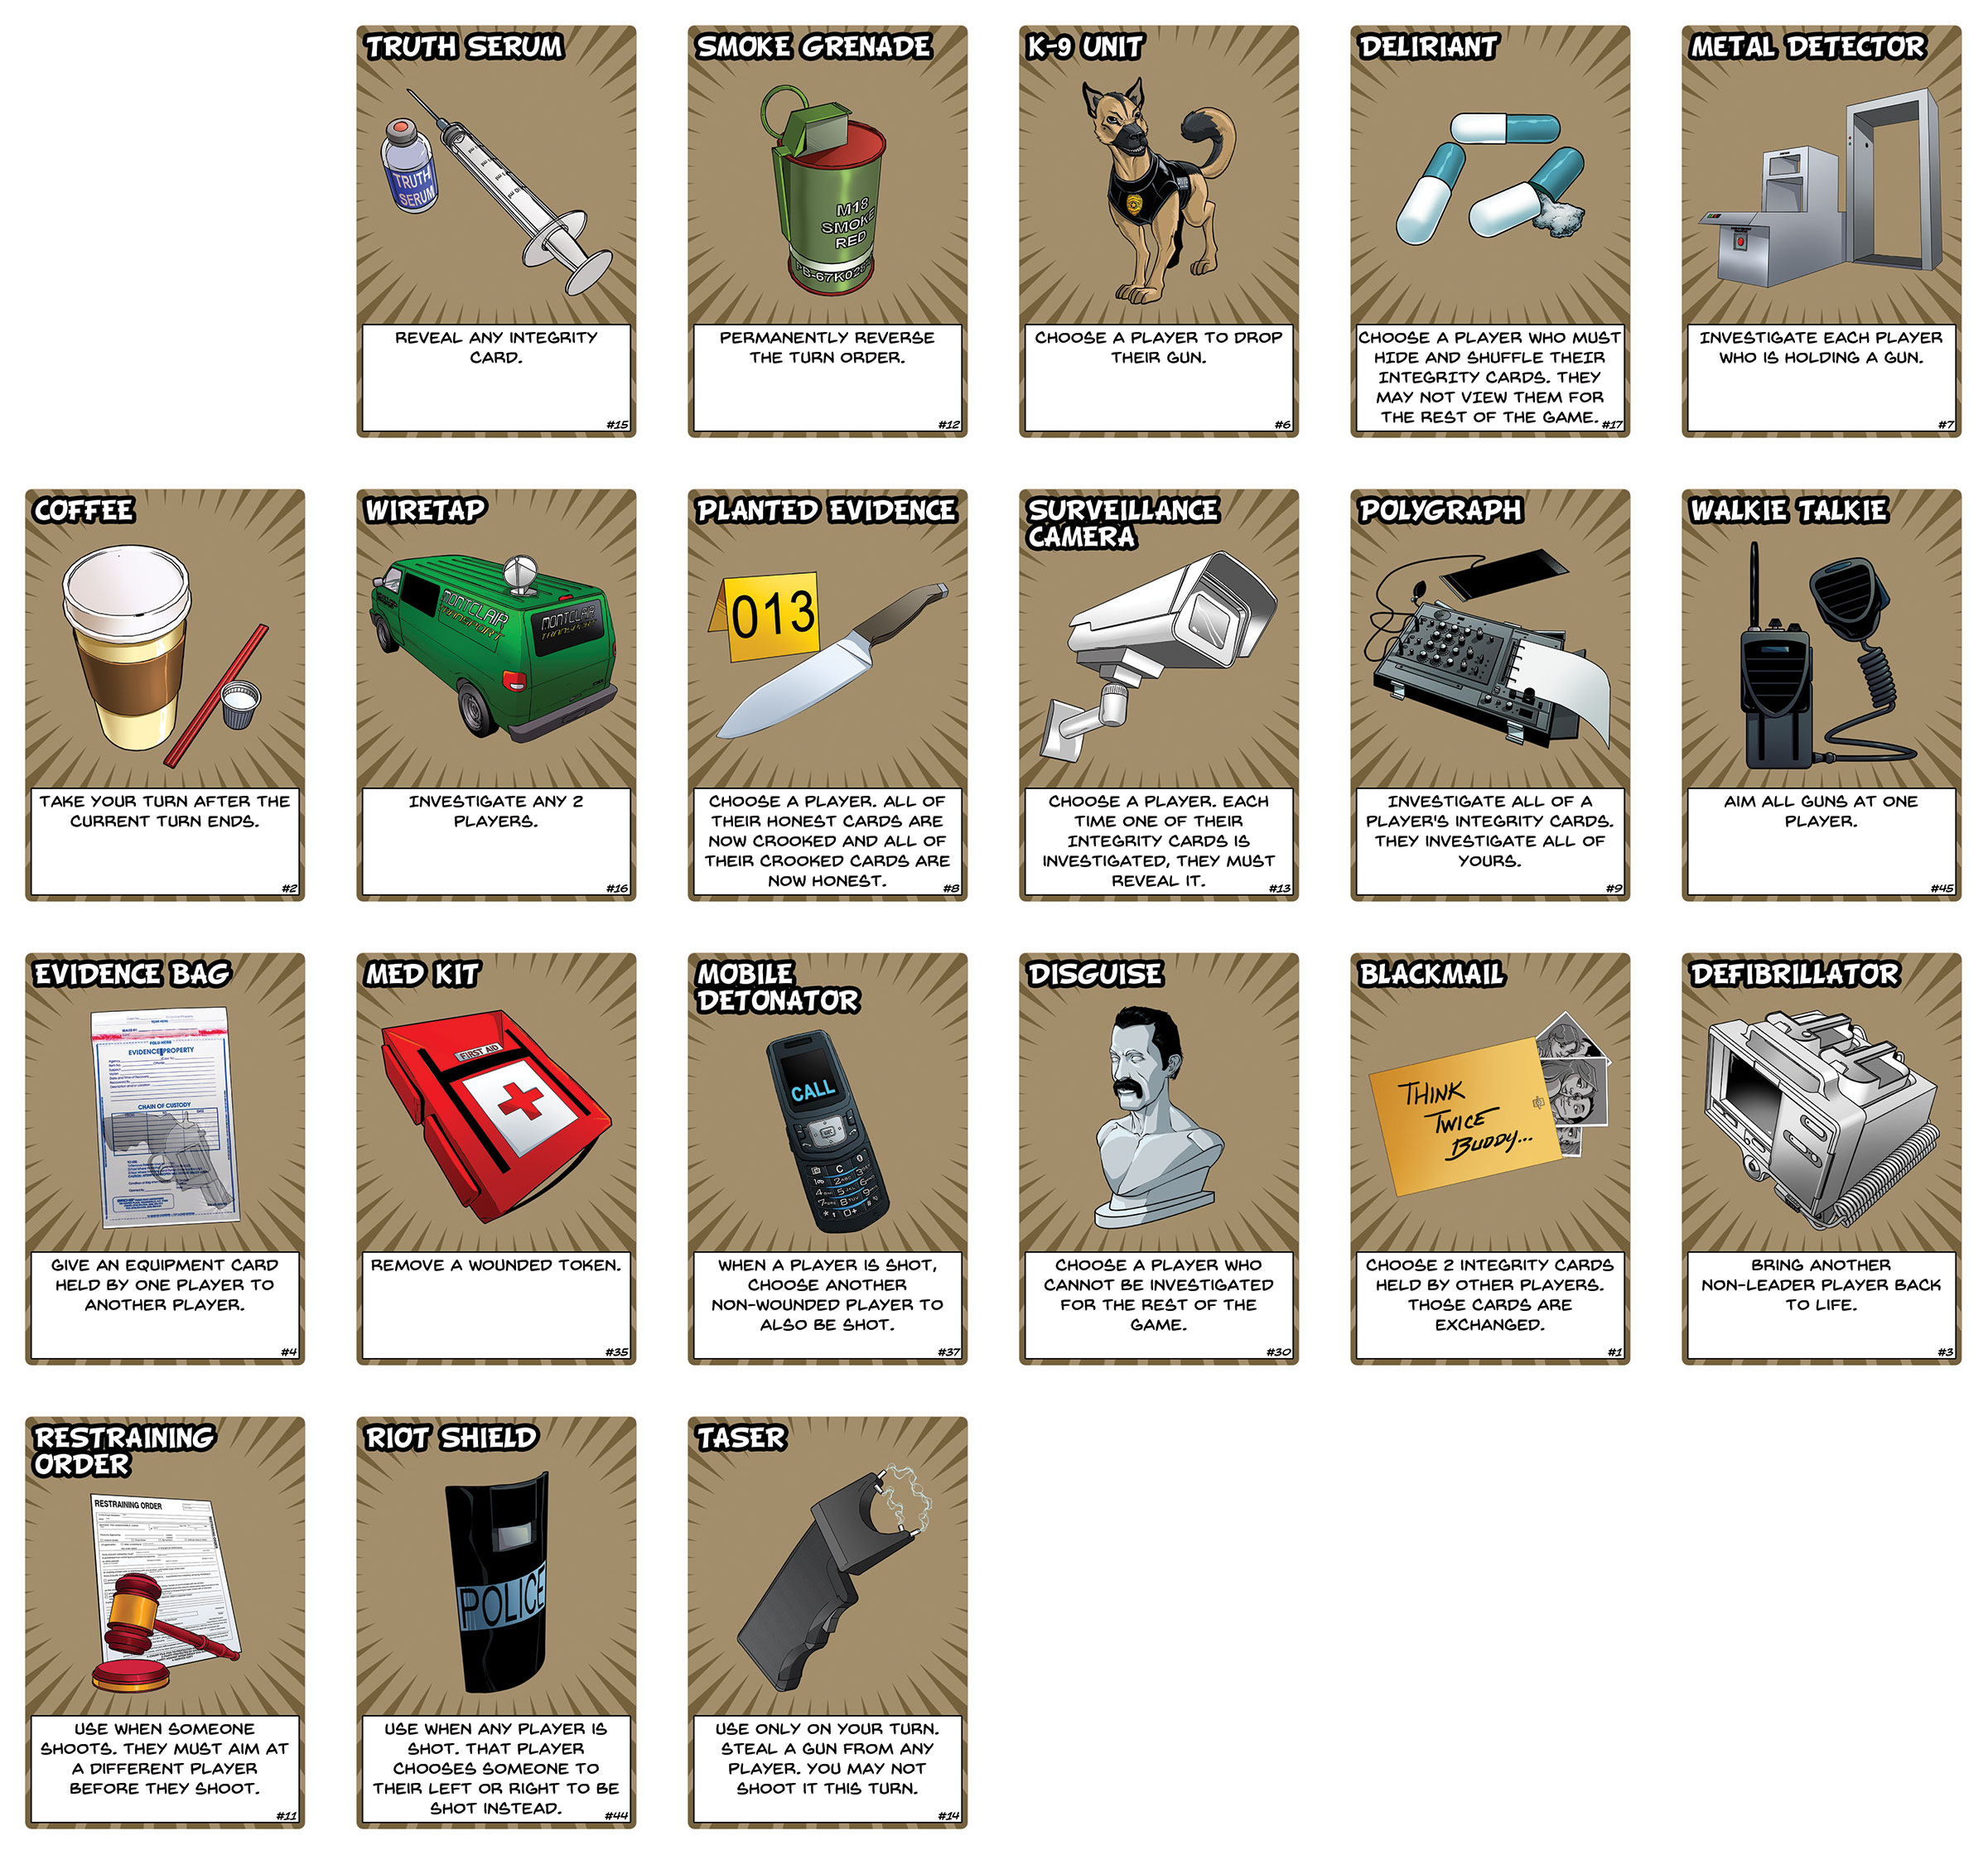 TRUTH SERUM
TRUTH
SERUM
REVEAL ANY INTEGRITY
CARD.
#15
SMOKE GRENADE
M18
SMOKE
RED
PERMANENTLY REVERSE
THE TURN ORDER.
#12
K-9 UNIT
CHOOSE A PLAYER TO DROP
THEIR GUN.
#6
DELIRIANT
CHOOSE A PLAYER WHO MUST
HIDE AND SHUFFLE THEIR
INTEGRITY CARDS. THEY
MAY NOT VIEW THEM FOR
THE REST OF THE GAME.
#17
METAL DETECTOR
INVESTIGATE EACH PLAYER
WHO IS HOLDING A GUN.
#7
COFFEE
TAKE YOUR TURN AFTER THE
CURRENT TURN ENDS.
#2
WIRETAP
MONTCLAIR
TRANSPORT
MONTCLAIR
TRANSPORT
INVESTIGATE ANY 2
PLAYERS.
#16
PLANTED EVIDENCE
013
CHOOSE A PLAYER. ALL OF
THEIR HONEST CARDS ARE
NOW CROOKED AND ALL OF
THEIR CROOKED CARDS ARE
NOW HONEST.
#8
SURVEILLANCE
CAMERA
CHOOSE A PLAYER. EACH
TIME ONE OF THEIR
INTEGRITY CARDS IS
INVESTIGATED, THEY MUST
REVEAL IT.
#13
POLYGRAPH
INVESTIGATE ALL OF A
PLAYER'S INTEGRITY CARDS.
THEY INVESTIGATE ALL OF
YOURS.
#9
WALKIE TALKIE
AIM ALL GUNS AT ONE
PLAYER.
#45
EVIDENCE BAG
EVIDENCE PROPERTY
CHAIN OF CUSTODY
GIVE AN EQUIPMENT CARD
HELD BY ONE PLAYER TO
ANOTHER PLAYER.
#4
MED KIT
FIRST AID
REMOVE A WOUNDED TOKEN.
#35
MOBILE
DETONATOR
CALL
WHEN A PLAYER IS SHOT,
CHOOSE ANOTHER
NON-WOUNDED PLAYER TO
ALSO BE SHOT.
#37
DISGUISE
CHOOSE A PLAYER WHO
CANNOT BE INVESTIGATED
FOR THE REST OF THE
GAME.
#30
BLACKMAIL
THINK
TWICE
BUDDY...
CHOOSE 2 INTEGRITY CARDS
HELD BY OTHER PLAYERS.
THOSE CARDS ARE
EXCHANGED.
#1
DEFIBRILLATOR
BRING ANOTHER
NON-LEADER PLAYER BACK
TO LIFE.
#3
RESTRAINING
ORDER
RESTRAINING ORDER
USE WHEN SOMEONE
SHOOTS. THEY MUST AIM AT
A DIFFERENT PLAYER
BEFORE THEY SHOOT.
#11
RIOT SHIELD
POLICE
USE WHEN ANY PLAYER IS
SHOT. THAT PLAYER
CHOOSES SOMEONE TO
THEIR LEFT OR RIGHT TO BE
SHOT INSTEAD.
#44
TASER
USE ONLY ON YOUR TURN.
STEAL A GUN FROM ANY
PLAYER. YOU MAY NOT
SHOOT IT THIS TURN.
#14